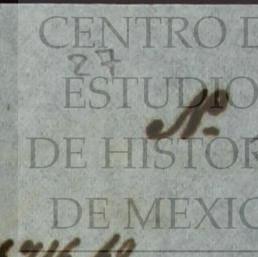 CENTRO D
27
ESTUDIO
N.
DE HISTOR
DE MEXIC